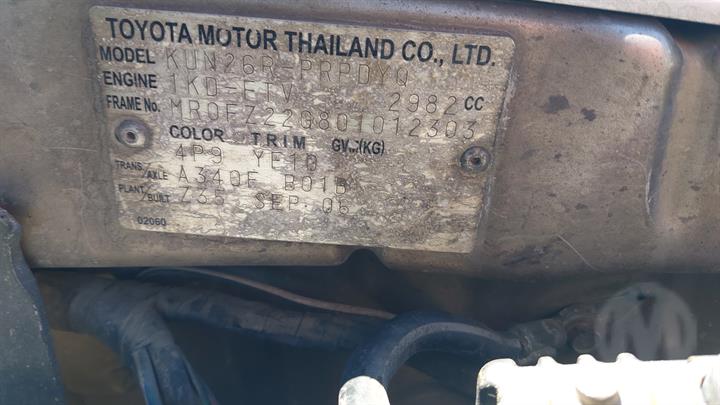 TOYOTA MOTOR THAILAND CO., LTD.
MODEL KUN26R-PRPDYQ
ENGINE 1KD-FTV 2982 CC
FRAME No. MR0FZ22G801012303
COLOR TRIM GVM(KG)
4P9 YE10
TRANS./AXLE A340F B01B
PLANT/BUILT Z35 SEP.06
02060